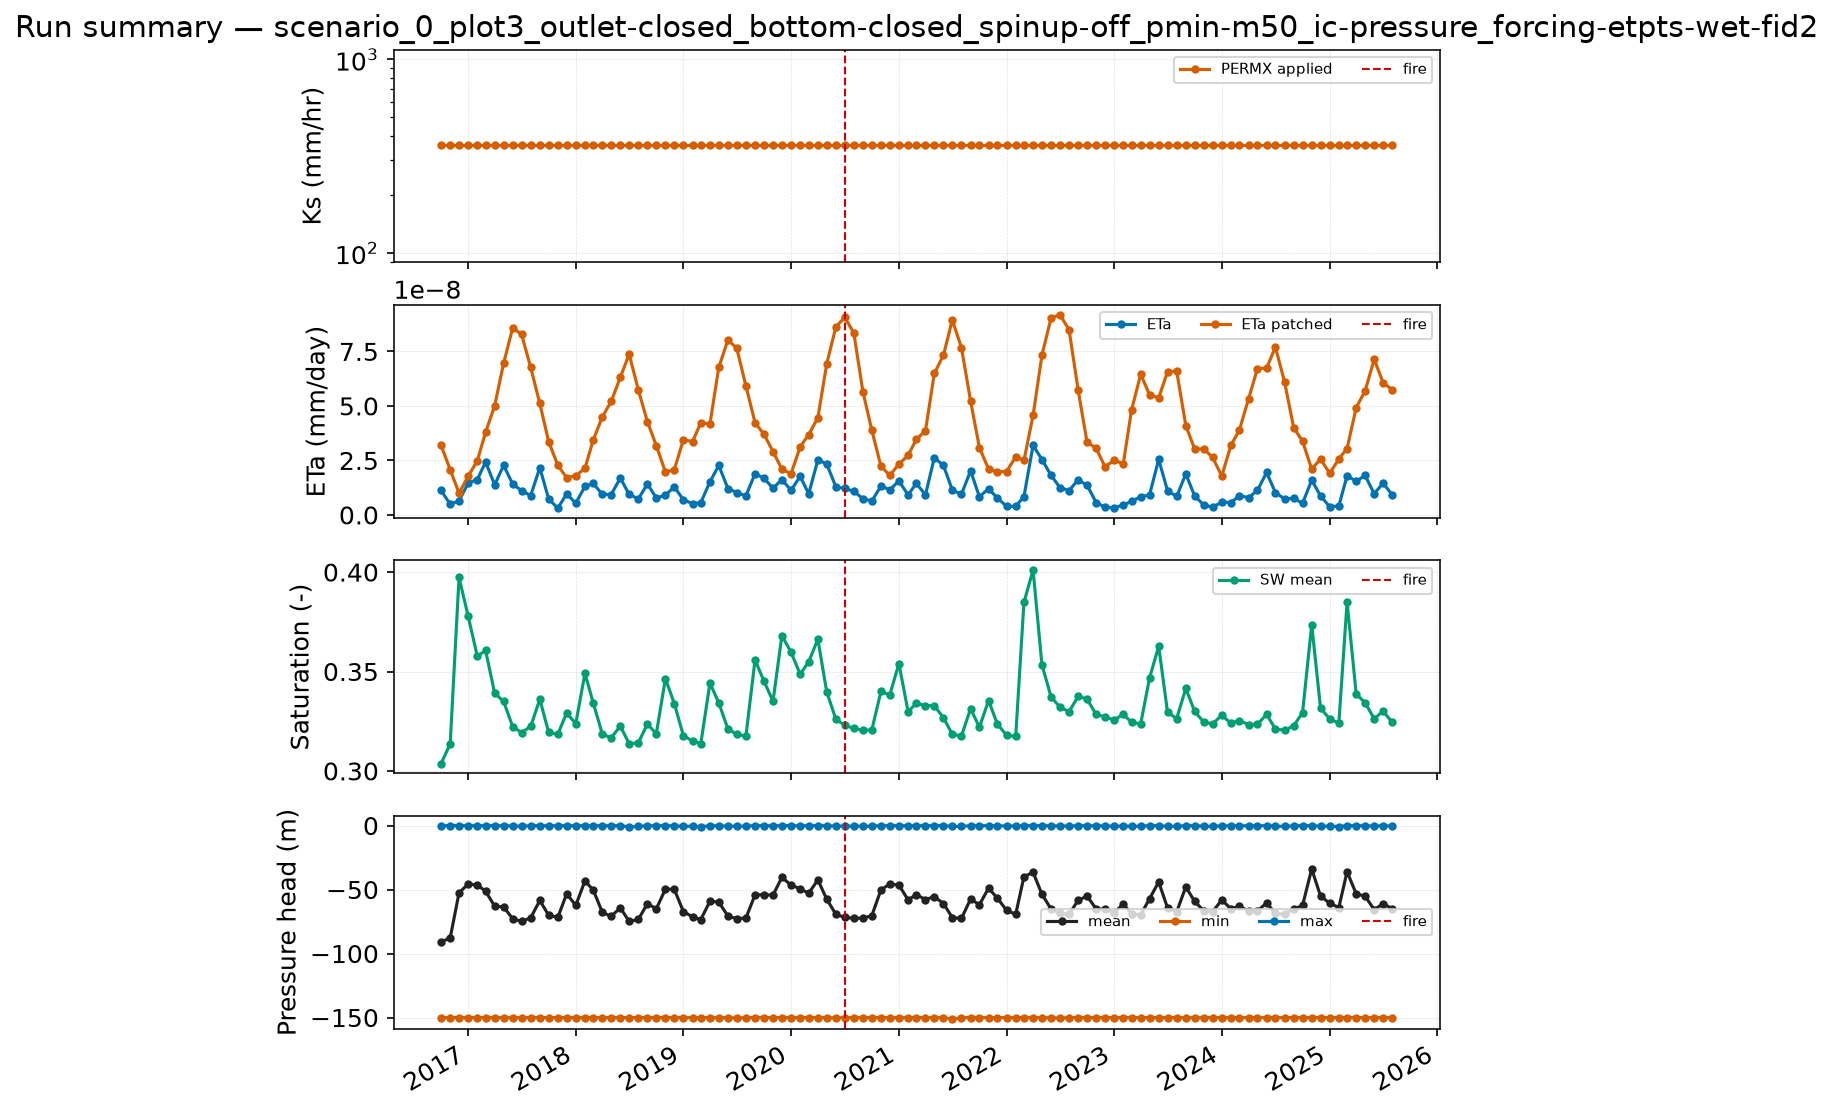 Run summary — scenario_0_plot3_outlet-closed_bottom-closed_spinup-off_pmin-m50_ic-pressure_forcing-etpts-wet-fid2
Ks (mm/hr)
10³
10²
PERMX applied fire
1e−8
ETa (mm/day)
7.5
5.0
2.5
0.0
ETa ETa patched fire
Saturation (-)
0.40
0.35
0.30
SW mean fire
Pressure head (m)
0
−50
−100
−150
mean min max fire
2017 2018 2019 2020 2021 2022 2023 2024 2025 2026